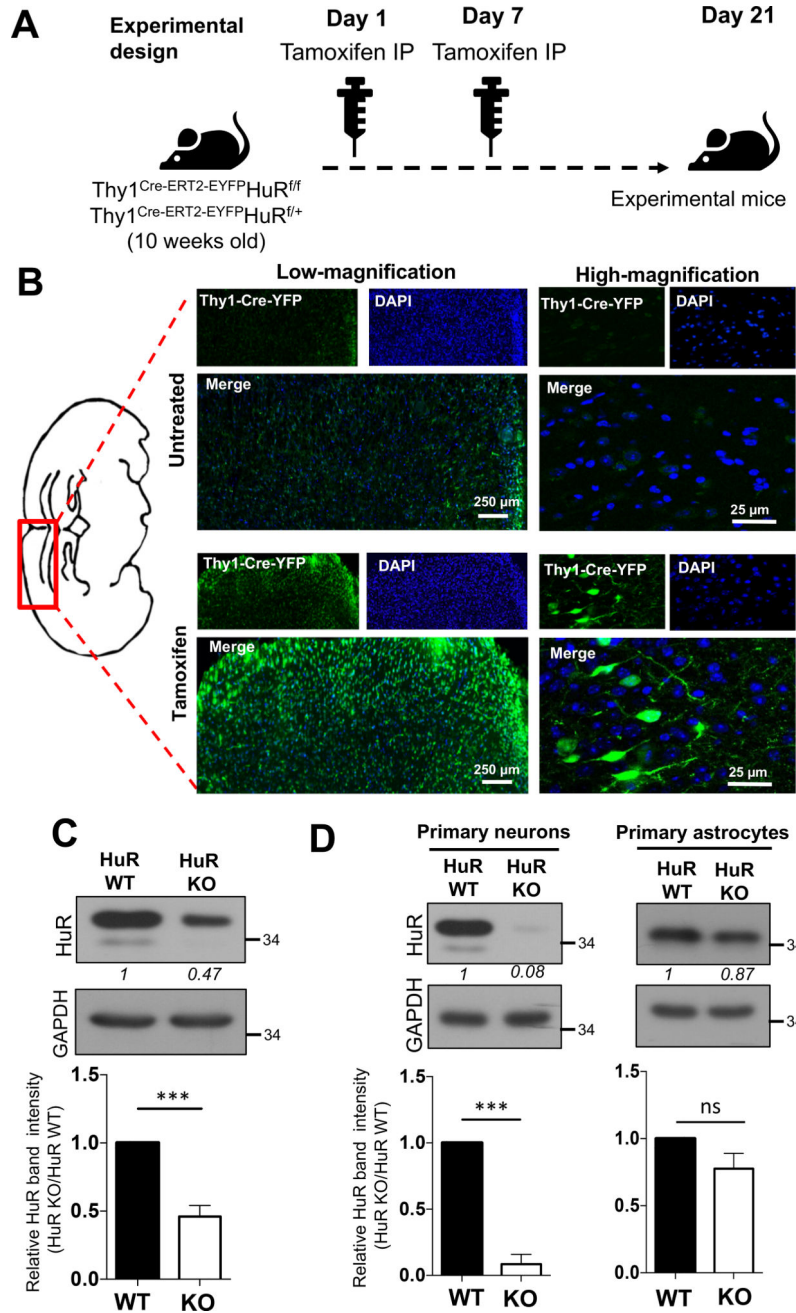 A
Experimental
design
Day 1
Tamoxifen IP
Day 7
Tamoxifen IP
Day 21
Thy1Cre-ERT2-EYFPHuRf/f
Thy1Cre-ERT2-EYFPHuRf/+
(10 weeks old)
Experimental mice
B
Low-magnification
High-magnification
Untreated
Thy1-Cre-YFP
DAPI
Thy1-Cre-YFP
DAPI
Merge
250 µm
Merge
25 µm
Tamoxifen
Thy1-Cre-YFP
DAPI
Thy1-Cre-YFP
DAPI
Merge
250 µm
Merge
25 µm
C
HuR
WT
HuR
KO
HuR
34
1
0.47
GAPDH
34
Relative HuR band intensity
(HuR KO/HuR WT)
***
1.0
0.5
0.0
WT
KO
D
Primary neurons
HuR
WT
HuR
KO
HuR
34
1
0.08
GAPDH
34
Relative HuR band intensity
(HuR KO/HuR WT)
***
1.0
0.5
0.0
WT
KO
Primary astrocytes
HuR
WT
HuR
KO
34
1
0.87
34
ns
1.0
0.5
0.0
WT
KO